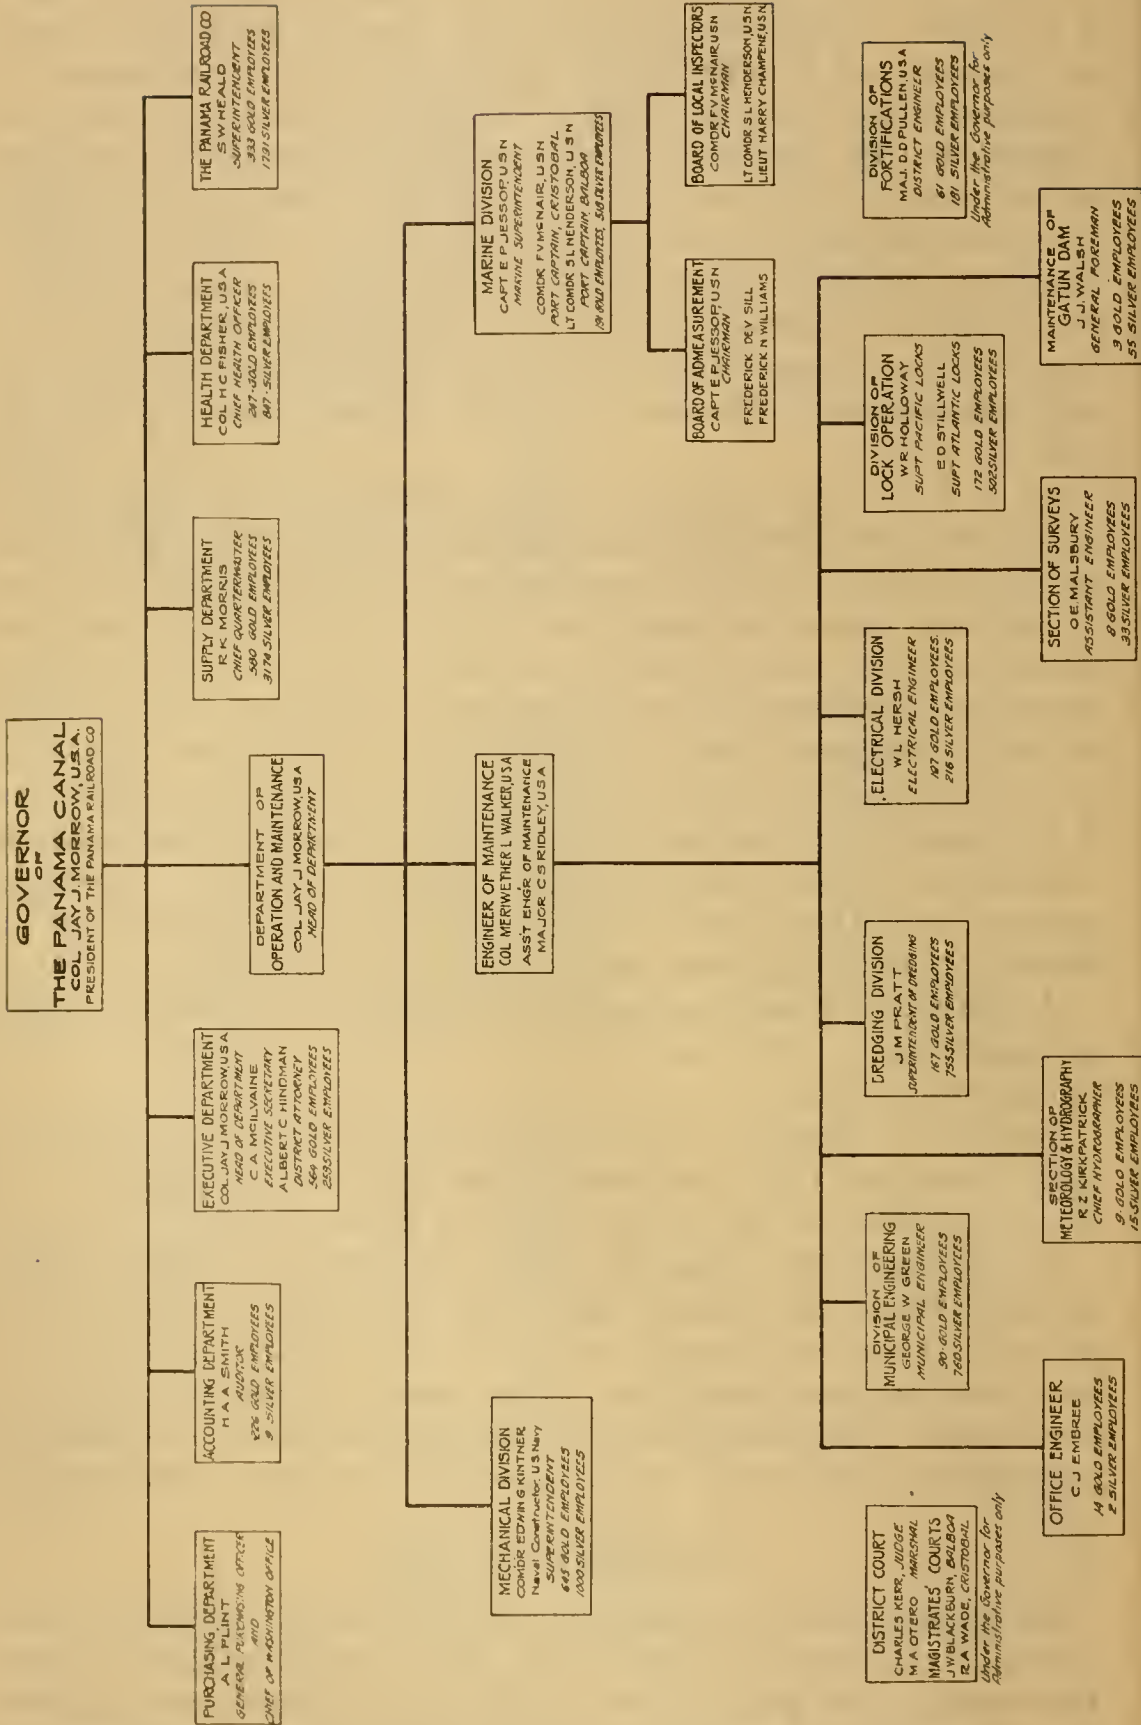 GOVERNOR
OF
THE PANAMA CANAL
COL. JAY J. MORROW, U.S.A.
PRESIDENT OF THE PANAMA RAILROAD CO
PURCHASING DEPARTMENT
A L FLINT
GENERAL PURCHASING OFFICER
AND
CHIEF OF WASHINGTON OFFICE
ACCOUNTING DEPARTMENT
H A A SMITH
AUDITOR
226 GOLD EMPLOYEES
9 SILVER EMPLOYEES
EXECUTIVE DEPARTMENT
COL JAY J MORROW, USA
HEAD OF DEPARTMENT
C A McILVAINE
EXECUTIVE SECRETARY
ALBERT C HINDMAN
DISTRICT ATTORNEY
564 GOLD EMPLOYEES
259 SILVER EMPLOYEES
DEPARTMENT OF
OPERATION AND MAINTENANCE
COL JAY J MORROW, USA
HEAD OF DEPARTMENT
SUPPLY DEPARTMENT
R K MORRIS
CHIEF QUARTERMASTER
580 GOLD EMPLOYEES
3174 SILVER EMPLOYEES
HEALTH DEPARTMENT
COL H C FISHER, USA
CHIEF HEALTH OFFICER
247-GOLD EMPLOYEES
847-SILVER EMPLOYEES
THE PANAMA RAILROAD CO
S W HEALD
SUPERINTENDENT
333 GOLD EMPLOYEES
1731 SILVER EMPLOYEES
MECHANICAL DIVISION
COMDR EDWIN G KINTNER
Naval Constructor, US Navy
SUPERINTENDENT
645 GOLD EMPLOYEES
1000 SILVER EMPLOYEES
ENGINEER OF MAINTENANCE
COL MERIWETHER L WALKER, USA
ASS'T ENG'R OF MAINTENANCE
MAJOR C S RIDLEY, USA
MARINE DIVISION
CAPT E P JESSOP, USN
MARINE SUPERINTENDENT
COMDR F V McNAIR, USN
PORT CAPTAIN, CRISTOBAL
LT COMDR S L HENDERSON, USN
PORT CAPTAIN, BALBOA
191 GOLD EMPLOYEES, 518 SILVER EMPLOYEES
BOARD OF ADMEASUREMENT
CAPT E P JESSOP, USN
CHAIRMAN
FREDERICK DEV SILL
FREDERICK N WILLIAMS
BOARD OF LOCAL INSPECTORS
COMDR F V McNAIR, USN
CHAIRMAN
LT COMDR S L HENDERSON, USN
LIEUT HARRY CHAMPENE, USN
DISTRICT COURT
CHARLES KERR, JUDGE
M A OTERO MARSHAL
MAGISTRATES' COURTS
J W BLACKBURN, BALBOA
R A WADE, CRISTOBAL
Under the Governor for
Administrative purposes only
DIVISION OF
MUNICIPAL ENGINEERING
GEORGE W GREEN
MUNICIPAL ENGINEER
90-GOLD EMPLOYEES
760 SILVER EMPLOYEES
DREDGING DIVISION
J M PRATT
SUPERINTENDENT OF DREDGING
167 GOLD EMPLOYEES
755 SILVER EMPLOYEES
ELECTRICAL DIVISION
W L HERSH
ELECTRICAL ENGINEER
187 GOLD EMPLOYEES
216 SILVER EMPLOYEES
DIVISION OF
LOCK OPERATION
W R HOLLOWAY
SUPT PACIFIC LOCKS
E D STILLWELL
SUPT ATLANTIC LOCKS
172 GOLD EMPLOYEES
502 SILVER EMPLOYEES
DIVISION OF
FORTIFICATIONS
MAJ. D D PULLEN, U.S.A
DISTRICT ENGINEER
61 GOLD EMPLOYEES
181 SILVER EMPLOYEES
Under the Governor for
Administrative purposes only
OFFICE ENGINEER
C J EMBREE
14 GOLD EMPLOYEES
2 SILVER EMPLOYEES
SECTION OF
METEOROLOGY & HYDROGRAPHY
R Z KIRKPATRICK
CHIEF HYDROGRAPHER
9-GOLD EMPLOYEES
15 SILVER EMPLOYEES
SECTION OF SURVEYS
O E MALSBURY
ASSISTANT ENGINEER
8 GOLD EMPLOYEES
33 SILVER EMPLOYEES
MAINTENANCE OF
GATUN DAM
J J. WALSH
GENERAL FOREMAN
3 GOLD EMPLOYEES
55 SILVER EMPLOYEES